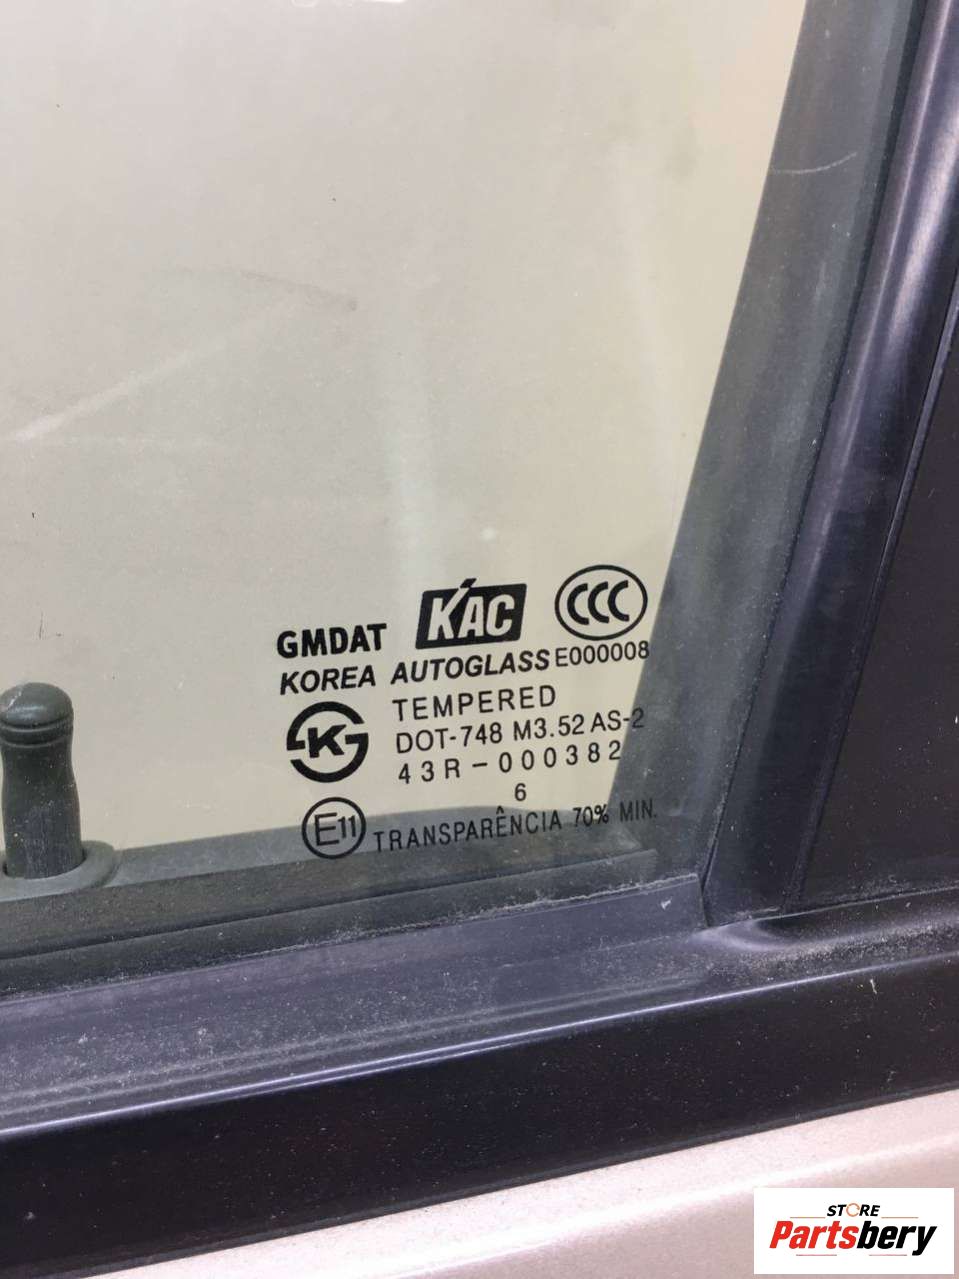 GMDAT KAC CCC
KOREA AUTOGLASS E000008
TEMPERED
K
DOT-748 M3.52 AS-2
43R-000382
6
E11 TRANSPARÊNCIA 70% MIN.
STORE
Partsbery